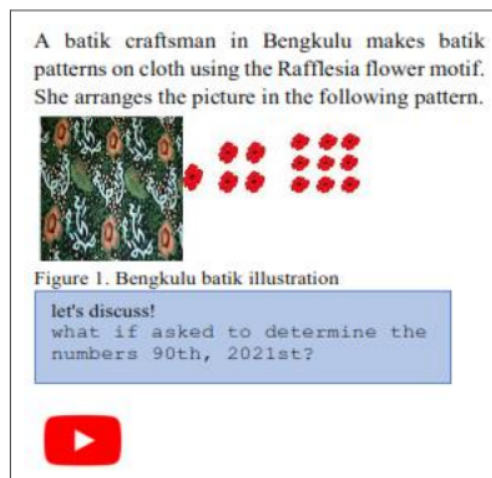 A batik craftsman in Bengkulu makes batik
patterns on cloth using the Rafflesia flower motif.
She arranges the picture in the following pattern.
Figure 1. Bengkulu batik illustration
let's discuss!
what if asked to determine the
numbers 90th, 2021st?